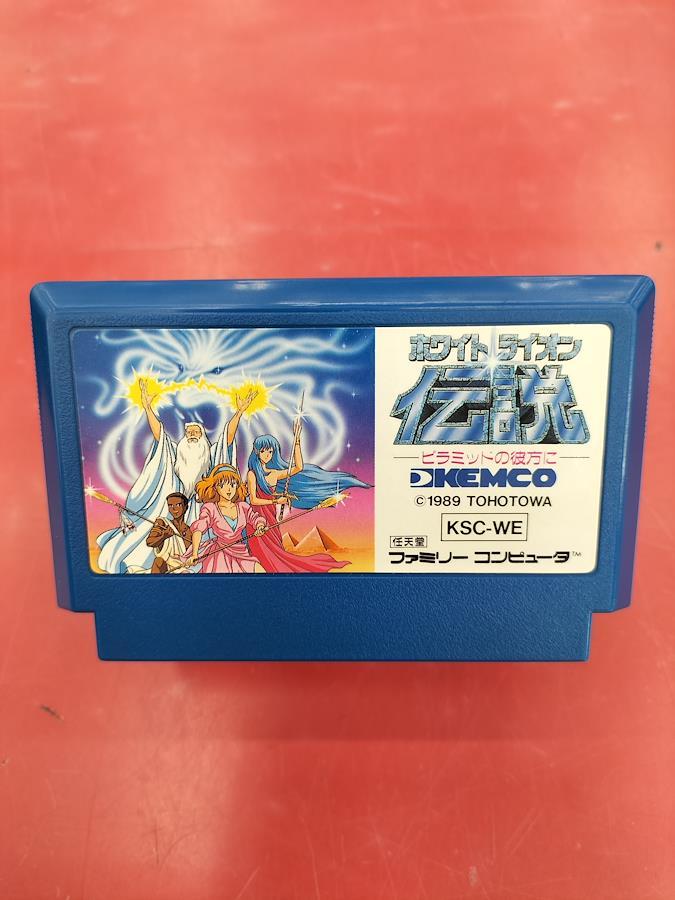 ホワイトライオン
伝説
ピラミッドの彼方に
KEMCO
©1989 TOHOTOWA
KSC-WE
任天堂
ファミリー コンピュータ™